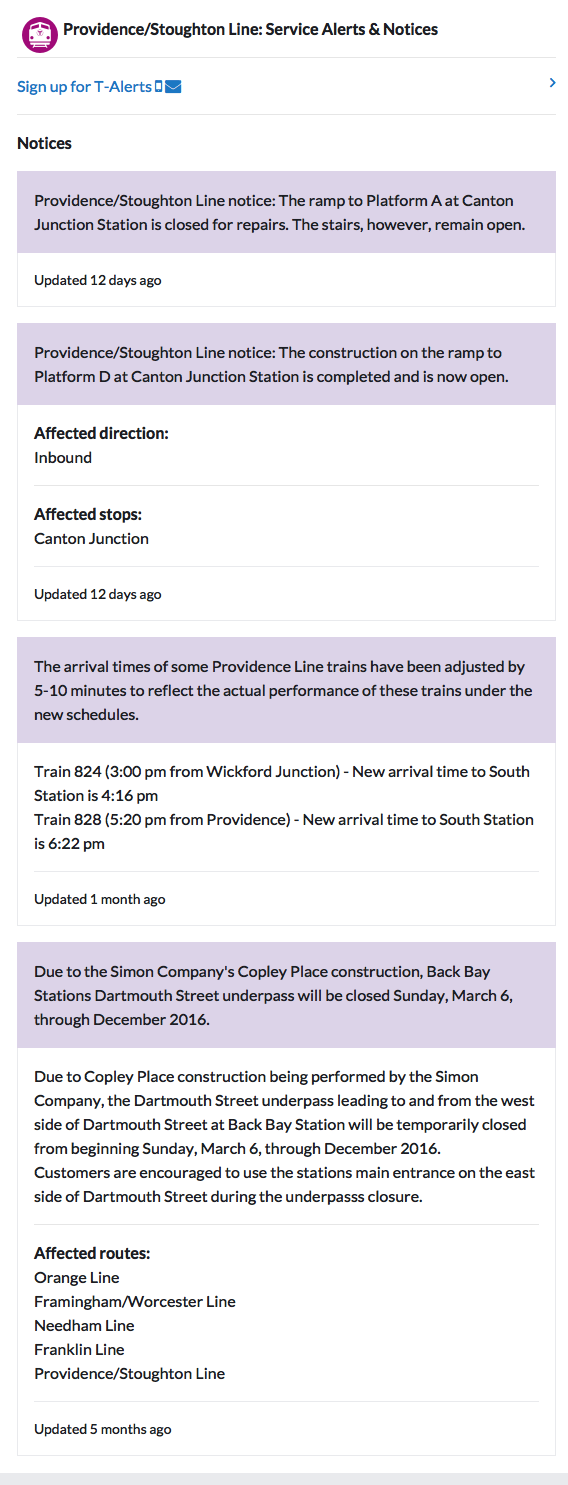 Providence/Stoughton Line: Service Alerts & Notices
Sign up for T-Alerts
Notices
Providence/Stoughton Line notice: The ramp to Platform A at Canton
Junction Station is closed for repairs. The stairs, however, remain open.
Updated 12 days ago
Providence/Stoughton Line notice: The construction on the ramp to
Platform D at Canton Junction Station is completed and is now open.
Affected direction:
Inbound
Affected stops:
Canton Junction
Updated 12 days ago
The arrival times of some Providence Line trains have been adjusted by
5-10 minutes to reflect the actual performance of these trains under the
new schedules.
Train 824 (3:00 pm from Wickford Junction) - New arrival time to South
Station is 4:16 pm
Train 828 (5:20 pm from Providence) - New arrival time to South Station
is 6:22 pm
Updated 1 month ago
Due to the Simon Company's Copley Place construction, Back Bay
Stations Dartmouth Street underpass will be closed Sunday, March 6,
through December 2016.
Due to Copley Place construction being performed by the Simon
Company, the Dartmouth Street underpass leading to and from the west
side of Dartmouth Street at Back Bay Station will be temporarily closed
from beginning Sunday, March 6, through December 2016.
Customers are encouraged to use the stations main entrance on the east
side of Dartmouth Street during the underpasss closure.
Affected routes:
Orange Line
Framingham/Worcester Line
Needham Line
Franklin Line
Providence/Stoughton Line
Updated 5 months ago